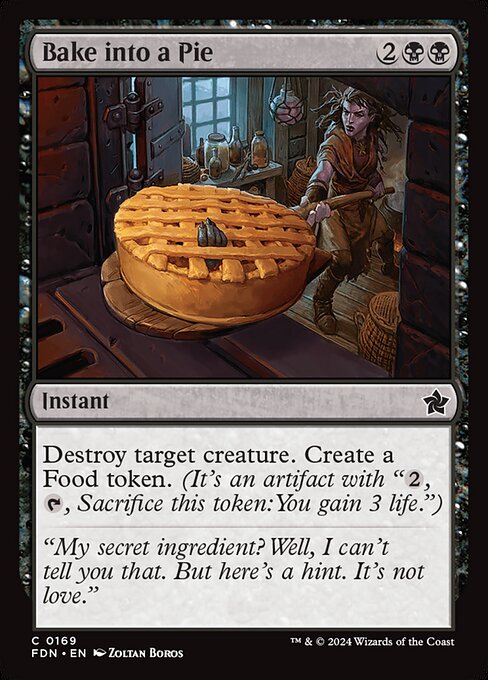 Bake into a Pie 2
Instant
Destroy target creature. Create a
Food token. (It's an artifact with “2,
, Sacrifice this token:You gain 3 life.”)
“My secret ingredient? Well, I can't
tell you that. But here's a hint. It's not
love.”
C 0169
FDN • EN Zoltan Boros
™ & © 2024 Wizards of the Coast